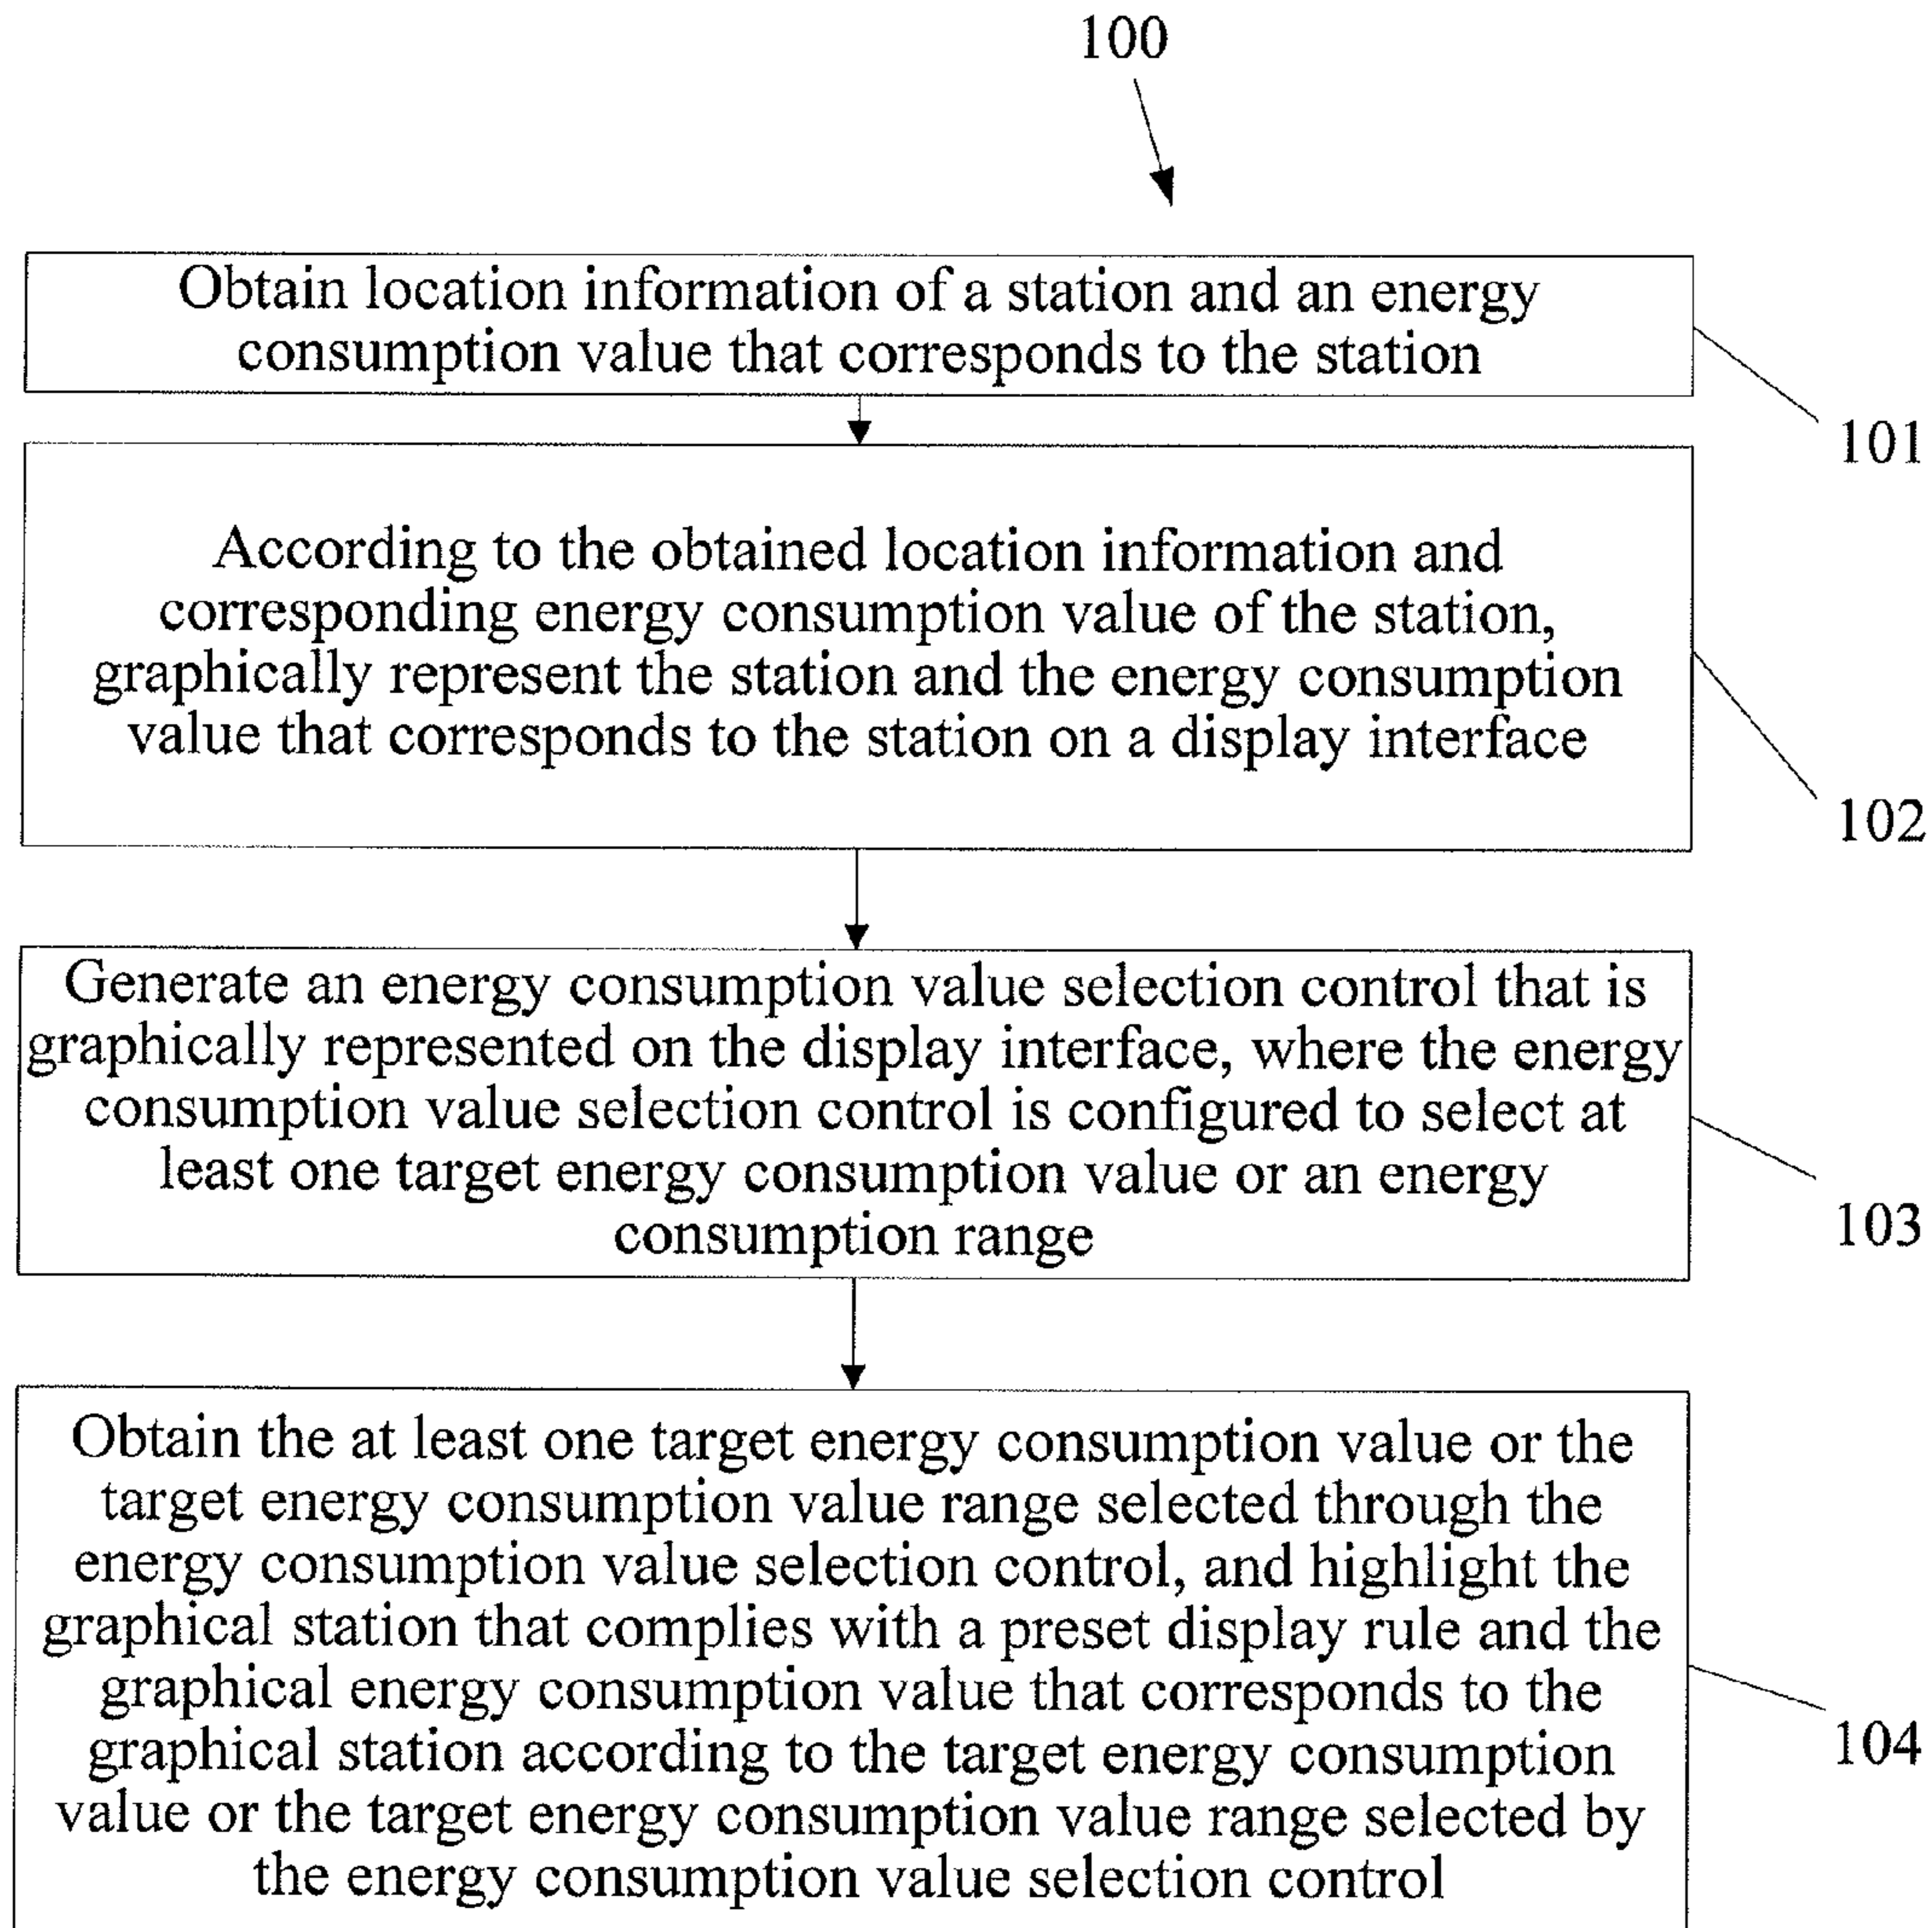 100
Obtain location information of a station and an energy
consumption value that corresponds to the station
101
According to the obtained location information and
corresponding energy consumption value of the station,
graphically represent the station and the energy consumption
value that corresponds to the station on a display interface
102
Generate an energy consumption value selection control that is
graphically represented on the display interface, where the energy
consumption value selection control is configured to select at
least one target energy consumption value or an energy
consumption range
103
Obtain the at least one target energy consumption value or the
target energy consumption value range selected through the
energy consumption value selection control, and highlight the
graphical station that complies with a preset display rule and the
graphical energy consumption value that corresponds to the
graphical station according to the target energy consumption
value or the target energy consumption value range selected by
the energy consumption value selection control
104